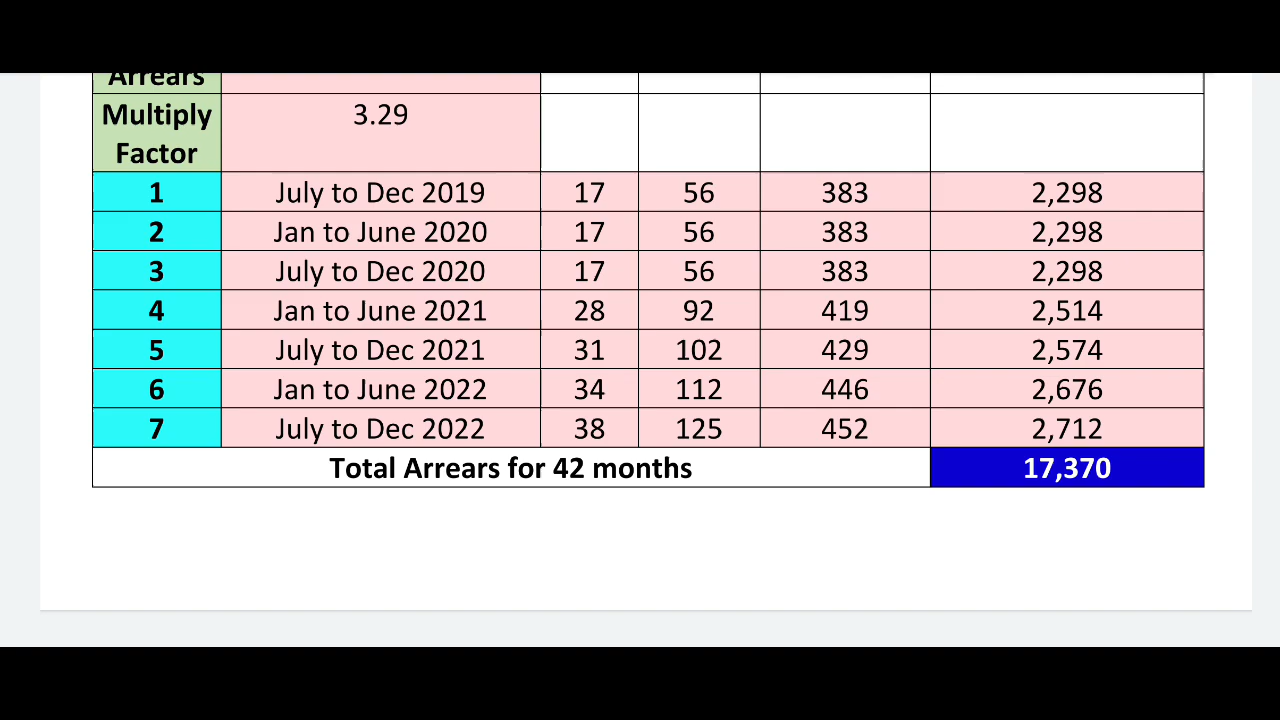 Arrears
Multiply 3.29
Factor
1 July to Dec 2019 17 56 383 2,298
2 Jan to June 2020 17 56 383 2,298
3 July to Dec 2020 17 56 383 2,298
4 Jan to June 2021 28 92 419 2,514
5 July to Dec 2021 31 102 429 2,574
6 Jan to June 2022 34 112 446 2,676
7 July to Dec 2022 38 125 452 2,712
Total Arrears for 42 months 17,370